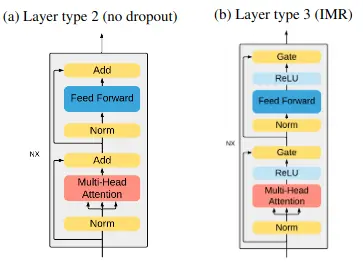 (a) Layer type 2 (no dropout)
Add
Feed Forward
Norm
NX
Add
Multi-Head
Attention
Norm
(b) Layer type 3 (IMR)
Gate
ReLU
Feed Forward
Norm
NX
Gate
ReLU
Multi-Head
Attention
Norm